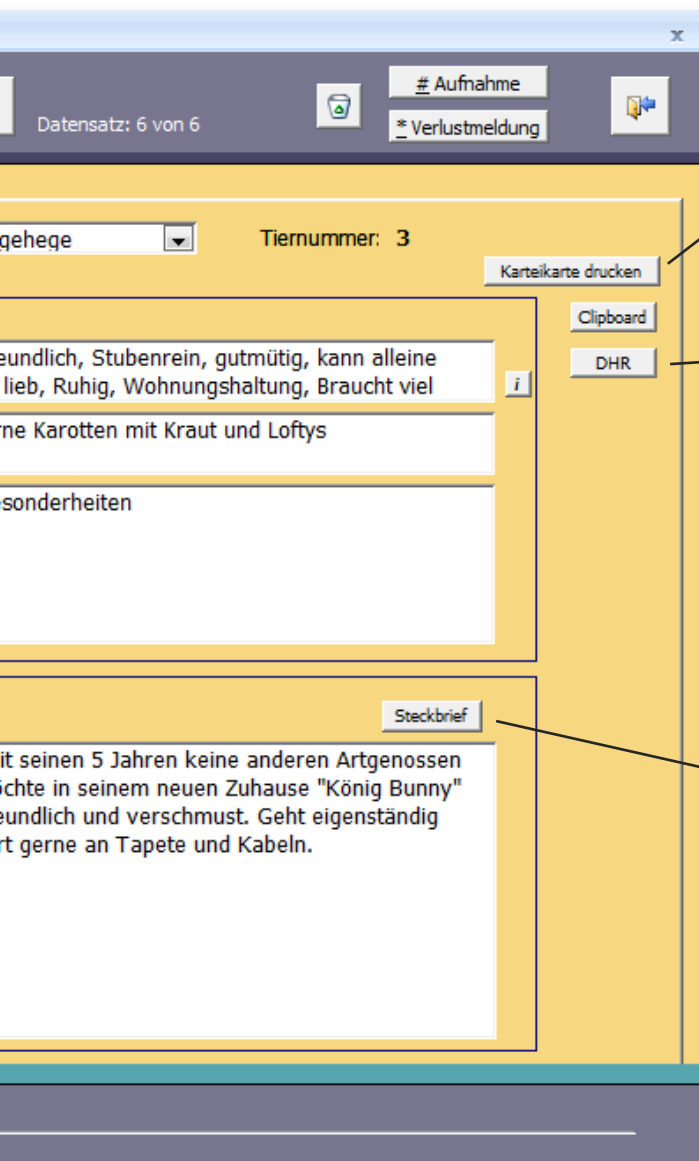 x
# Aufnahme
Datensatz: 6 von 6
* Verlustmeldung
gehege
Tiernummer: 3
Karteikarte drucken
Clipboard
DHR
eundlich, Stubenrein, gutmütig, kann alleine
lieb, Ruhig, Wohnungshaltung, Braucht viel
i
rne Karotten mit Kraut und Loftys
esonderheiten
Steckbrief
it seinen 5 Jahren keine anderen Artgenossen
öchte in seinem neuen Zuhause "König Bunny"
eundlich und verschmust. Geht eigenständig
rt gerne an Tapete und Kabeln.